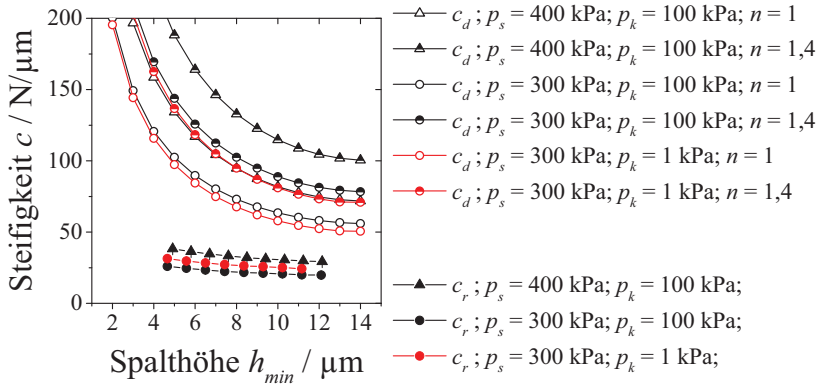 200
150
100
50
0
Steifigkeit c / N/µm
2 4 6 8 10 12 14
Spalthöhe h_min / µm
c_d ; p_s = 400 kPa; p_k = 100 kPa; n = 1
c_d ; p_s = 400 kPa; p_k = 100 kPa; n = 1,4
c_d ; p_s = 300 kPa; p_k = 100 kPa; n = 1
c_d ; p_s = 300 kPa; p_k = 100 kPa; n = 1,4
c_d ; p_s = 300 kPa; p_k = 1 kPa; n = 1
c_d ; p_s = 300 kPa; p_k = 1 kPa; n = 1,4
c_r ; p_s = 400 kPa; p_k = 100 kPa;
c_r ; p_s = 300 kPa; p_k = 100 kPa;
c_r ; p_s = 300 kPa; p_k = 1 kPa;